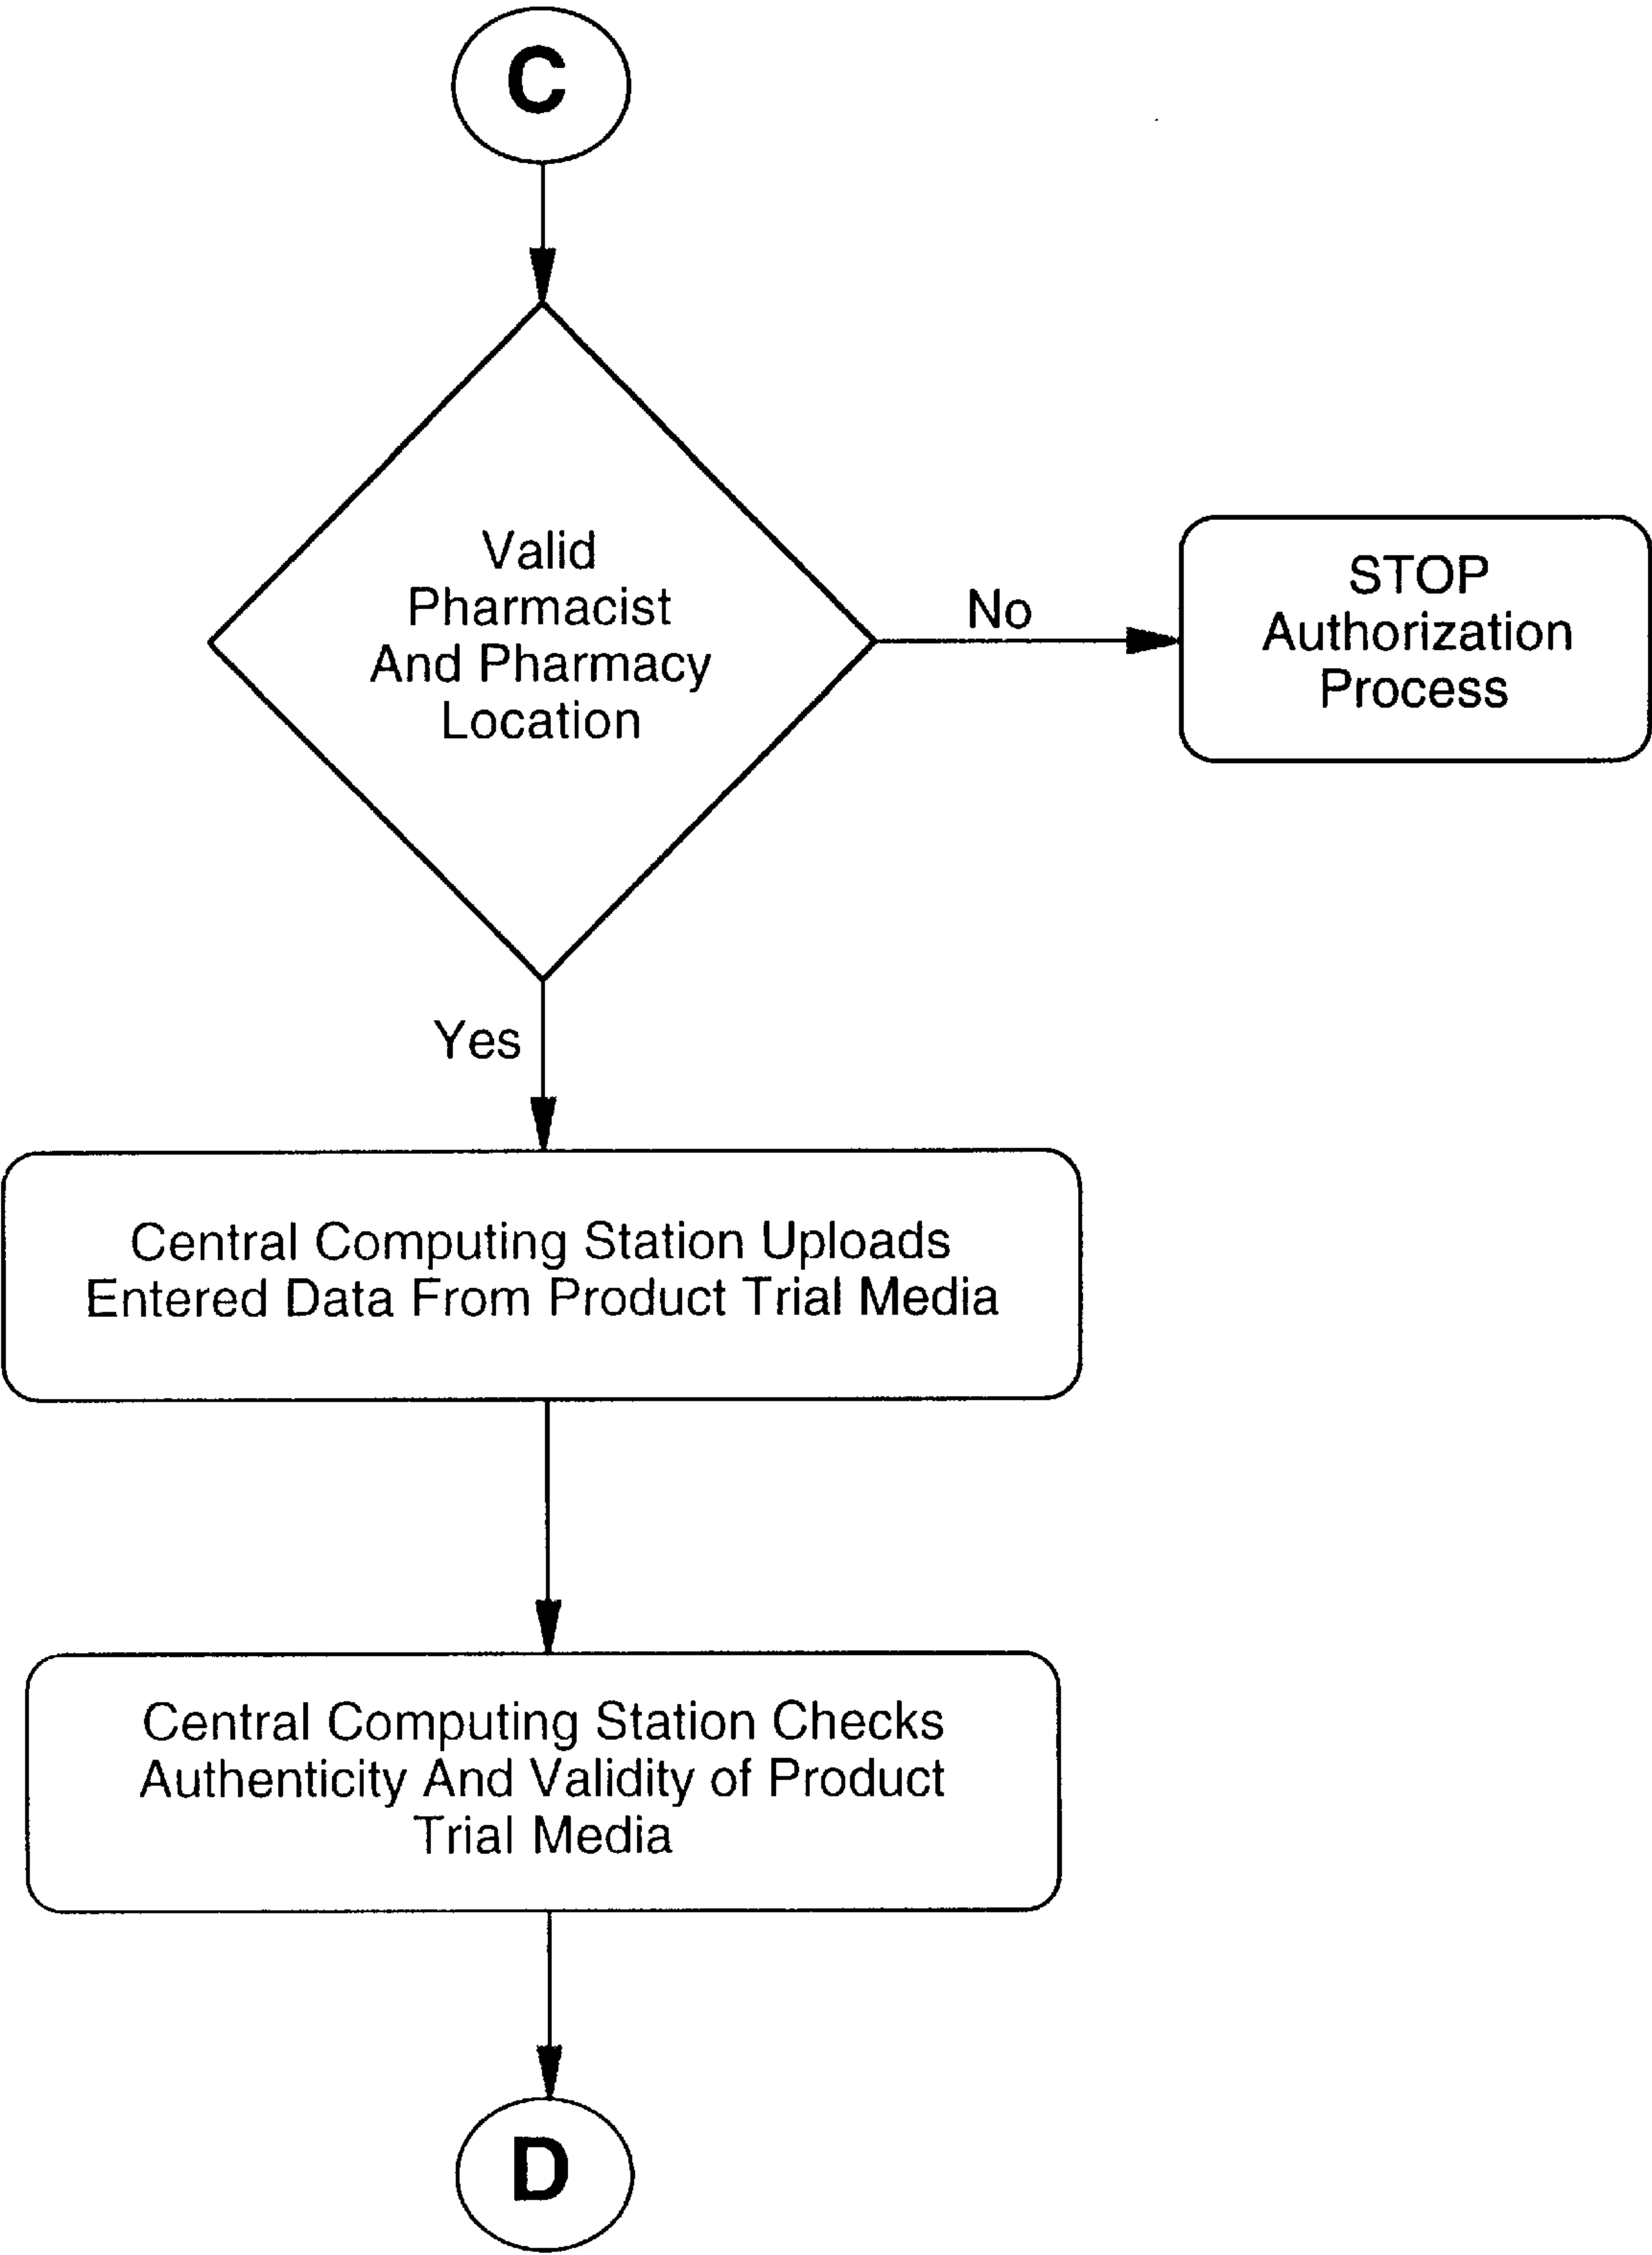 C
Valid
Pharmacist
And Pharmacy
Location
No
STOP
Authorization
Process
Yes
Central Computing Station Uploads
Entered Data From Product Trial Media
Central Computing Station Checks
Authenticity And Validity of Product
Trial Media
D